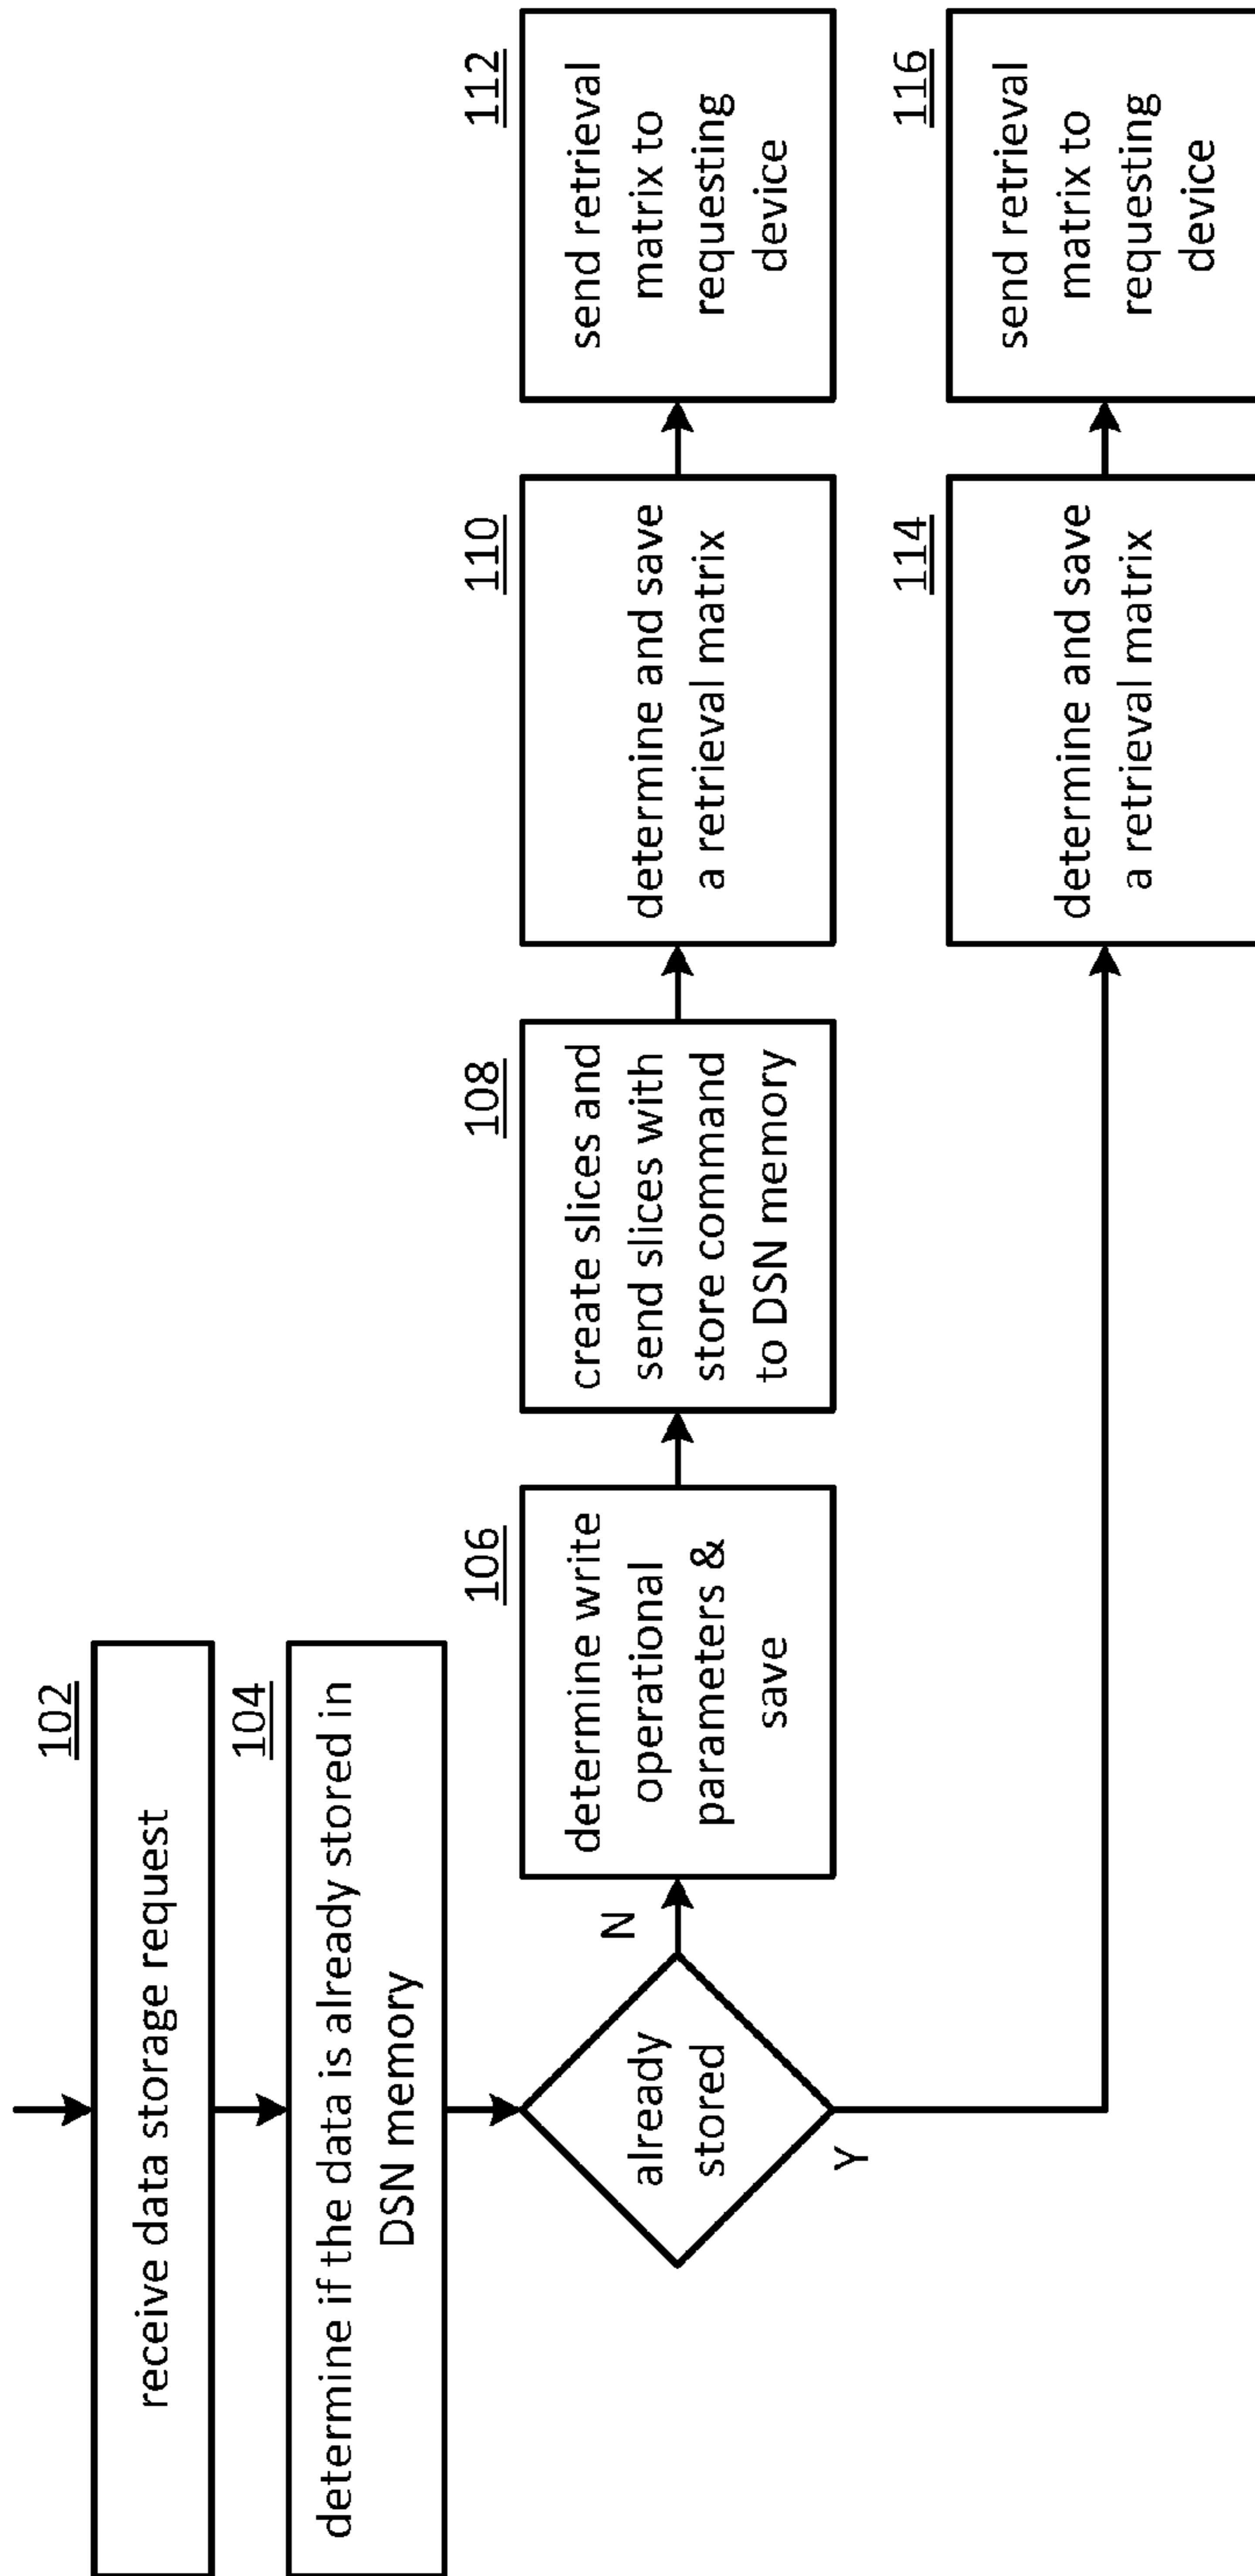 102
receive data storage request
104
determine if the data is already stored in
DSN memory
already
stored
N
Y
106
determine write
operational
parameters &
save
108
create slices and
send slices with
store command
to DSN memory
110
determine and save
a retrieval matrix
112
send retrieval
matrix to
requesting
device
114
determine and save
a retrieval matrix
116
send retrieval
matrix to
requesting
device